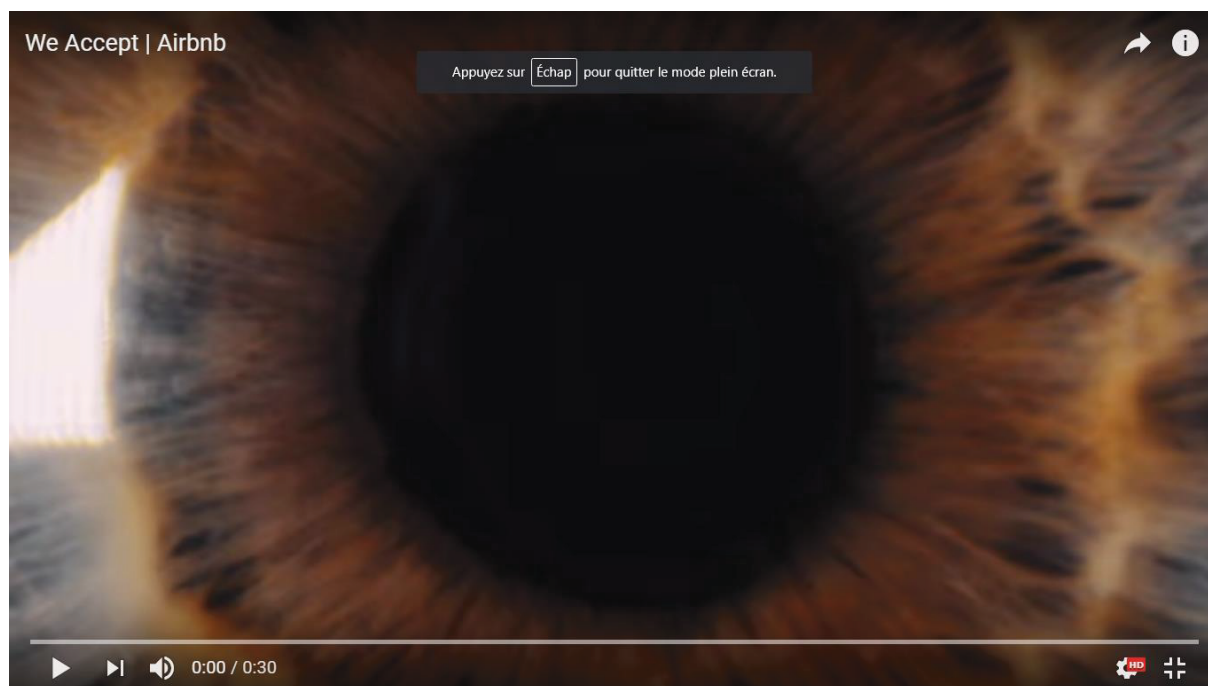 We Accept | Airbnb
Appuyez sur Échap pour quitter le mode plein écran.
0:00 / 0:30
HD